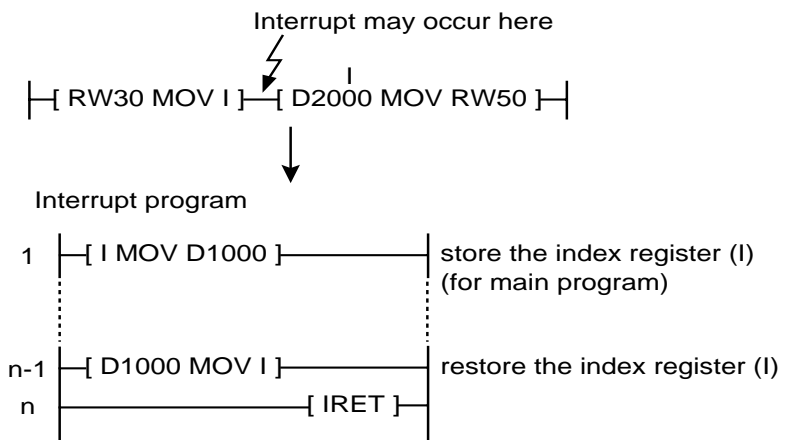 Interrupt may occur here
I
[ RW30 MOV I ] [ D2000 MOV RW50 ]
Interrupt program
1 [ I MOV D1000 ] store the index register (I)
(for main program)
n-1 [ D1000 MOV I ] restore the index register (I)
n [ IRET ]